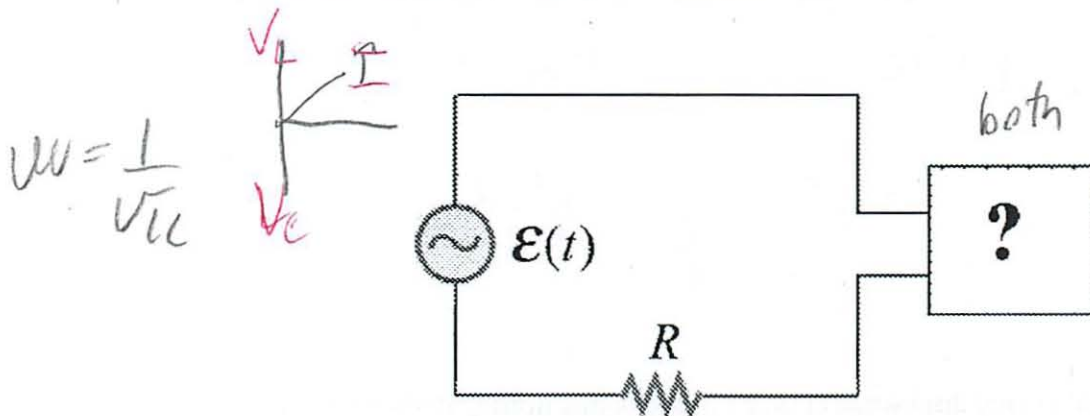 V_L
I
both
W = 1/√LC
V_C
?
ε(t)
R